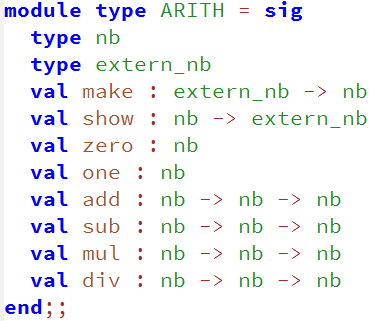 module type ARITH = sig
  type nb
  type extern_nb
  val make : extern_nb -> nb
  val show : nb -> extern_nb
  val zero : nb
  val one : nb
  val add : nb -> nb -> nb
  val sub : nb -> nb -> nb
  val mul : nb -> nb -> nb
  val div : nb -> nb -> nb
end;;